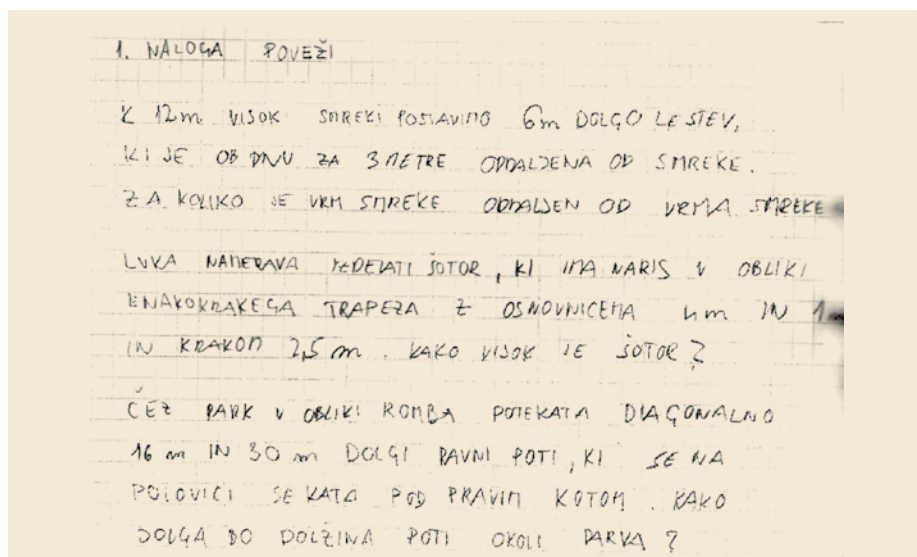 1. NALOGA POVEŽI
K 12m VISOK SMREKI POSTAVIMO 6m DOLGO LESTEV,
KI JE OB DNU ZA 3 METRE ODDALJENA OD SMREKE.
ZA KOLIKO JE VRH SMREKE ODDALJEN OD VRHA SMREKE
LUKA NAMERAVA IZDELATI ŠOTOR, KI IMA NARIS V OBLIKI
ENAKOKRAKEGA TRAPEZA Z OSNOVNICEMA 4m IN 1m
IN KRAKOM 2,5 m. KAKO VISOK JE ŠOTOR?
ČEZ PARK V OBLIKI ROMBA POTEKATA DIAGONALNO
16 m IN 30 m DOLGI RAVNI POTI, KI SE NA
POLOVICI SEKATA POD PRAVIM KOTOM. KAKO
DOLGA BO DOLŽINA POTI OKOLI PARKA?